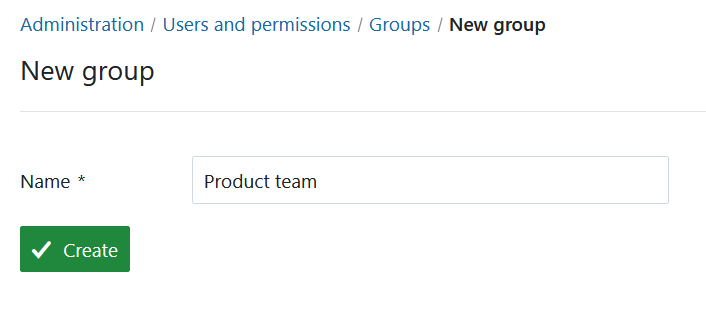 Administration / Users and permissions / Groups / New group
New group
Name *
Product team
Create